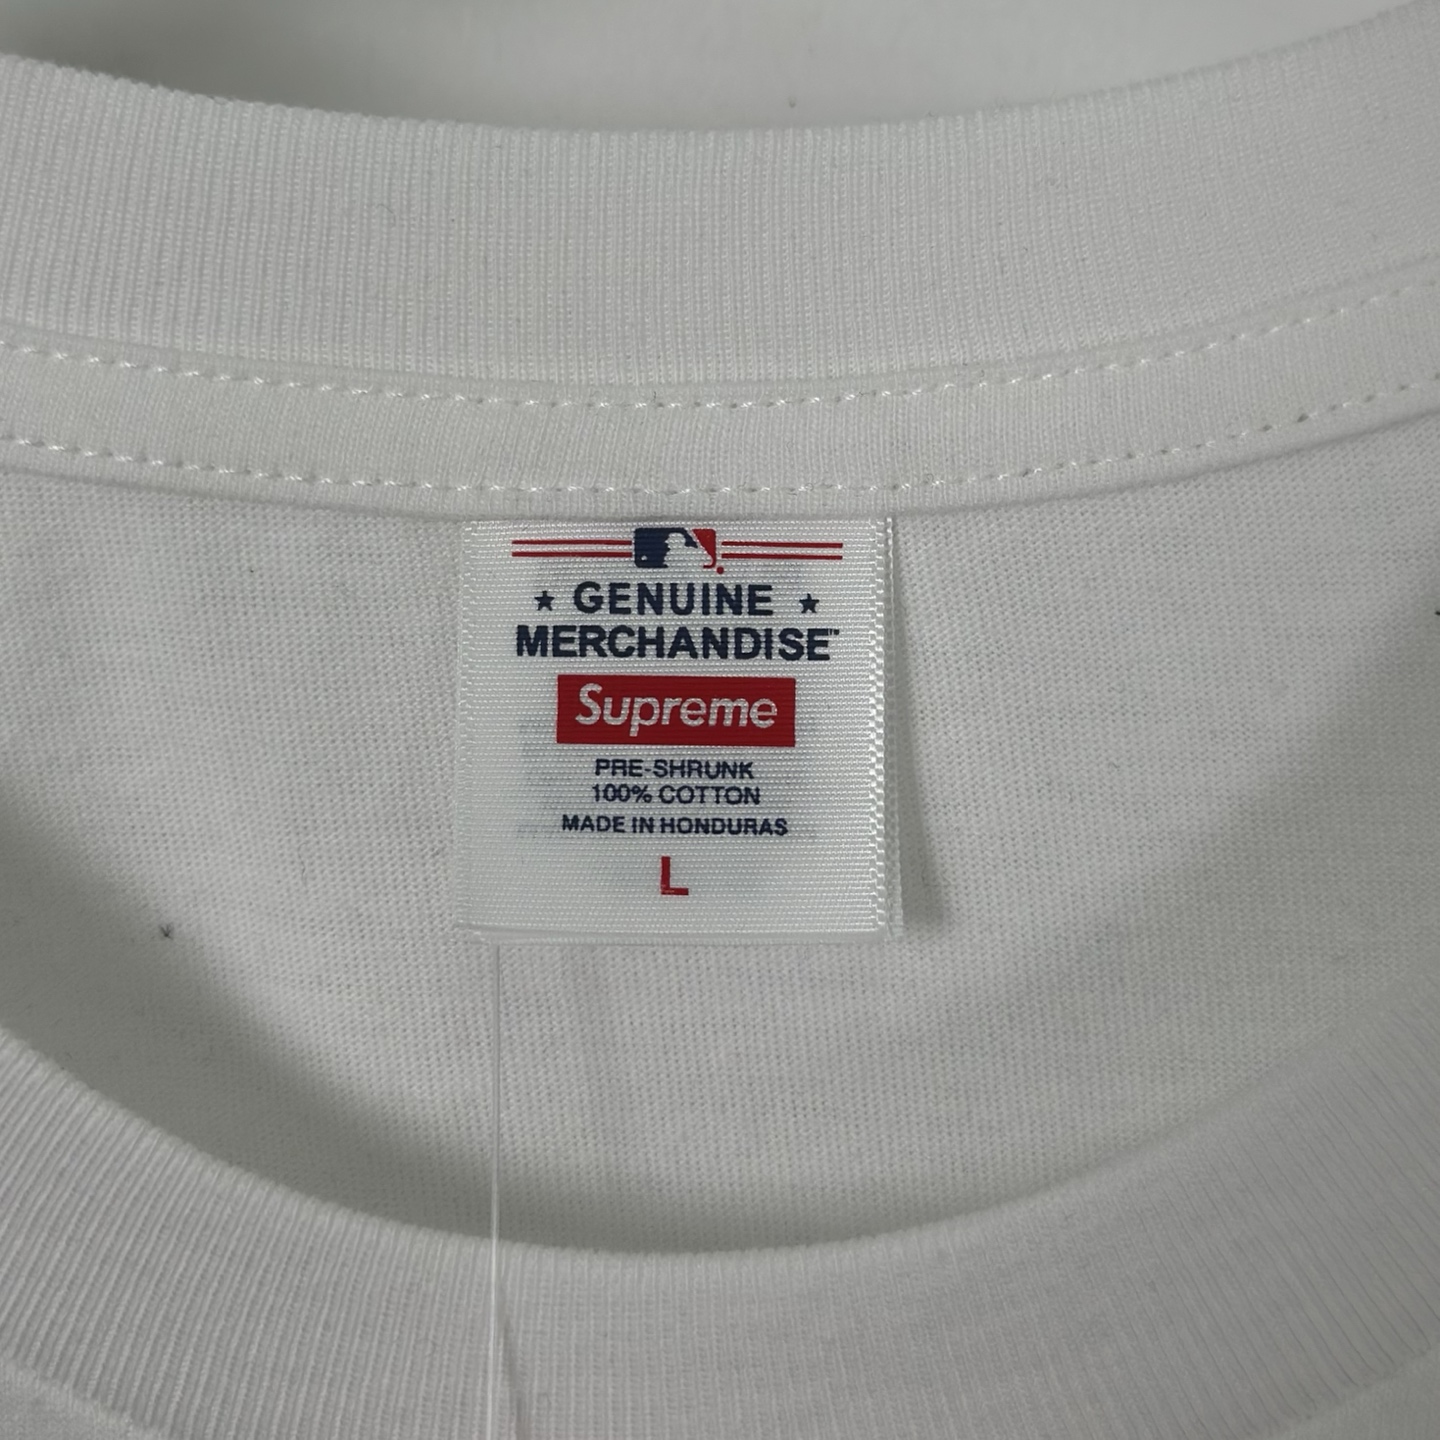 ★ GENUINE ★
MERCHANDISE™
Supreme
PRE-SHRUNK
100% COTTON
MADE IN HONDURAS
L